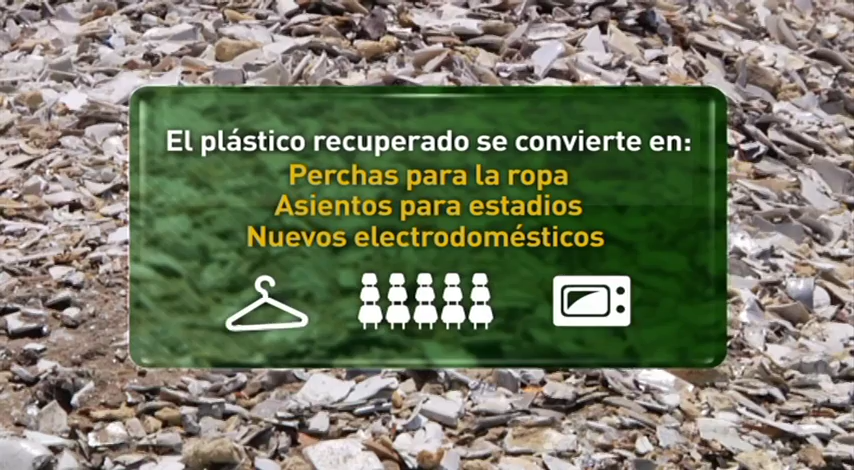 El plástico recuperado se convierte en:
Perchas para la ropa
Asientos para estadios
Nuevos electrodomésticos